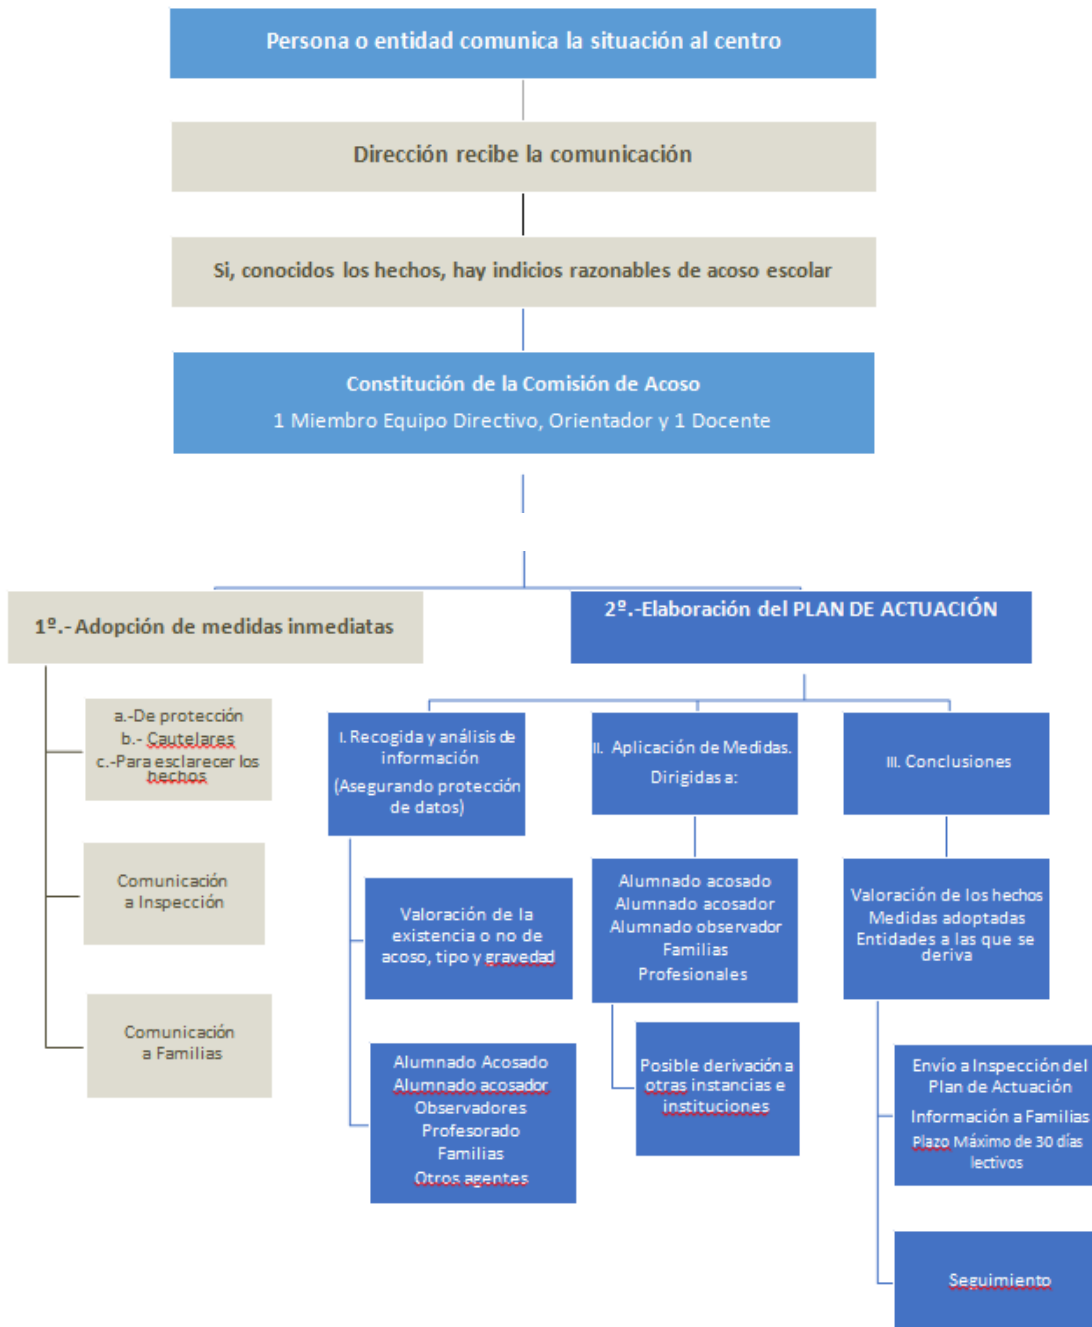 Persona o entidad comunica la situación al centro
Dirección recibe la comunicación
Si, conocidos los hechos, hay indicios razonables de acoso escolar
Constitución de la Comisión de Acoso
1 Miembro Equipo Directivo, Orientador y 1 Docente
1º.- Adopción de medidas inmediatas
a.-De protección
b.- Cautelares
c.-Para esclarecer los
hechos
Comunicación
a Inspección
Comunicación
a Familias
2º.-Elaboración del PLAN DE ACTUACIÓN
I. Recogida y análisis de
información
(Asegurando protección
de datos)
Valoración de la
existencia o no de
acoso, tipo y gravedad
Alumnado Acosado
Alumnado acosador
Observadores
Profesorado
Familias
Otros agentes
II. Aplicación de Medidas.
Dirigidas a:
Alumnado acosado
Alumnado acosador
Alumnado observador
Familias
Profesionales
Posible derivación a
otras instancias e
instituciones
III. Conclusiones
Valoración de los hechos
Medidas adoptadas
Entidades a las que se
deriva
Envío a Inspección del
Plan de Actuación
Información a Familias
Plazo Máximo de 30 días
lectivos
Seguimiento